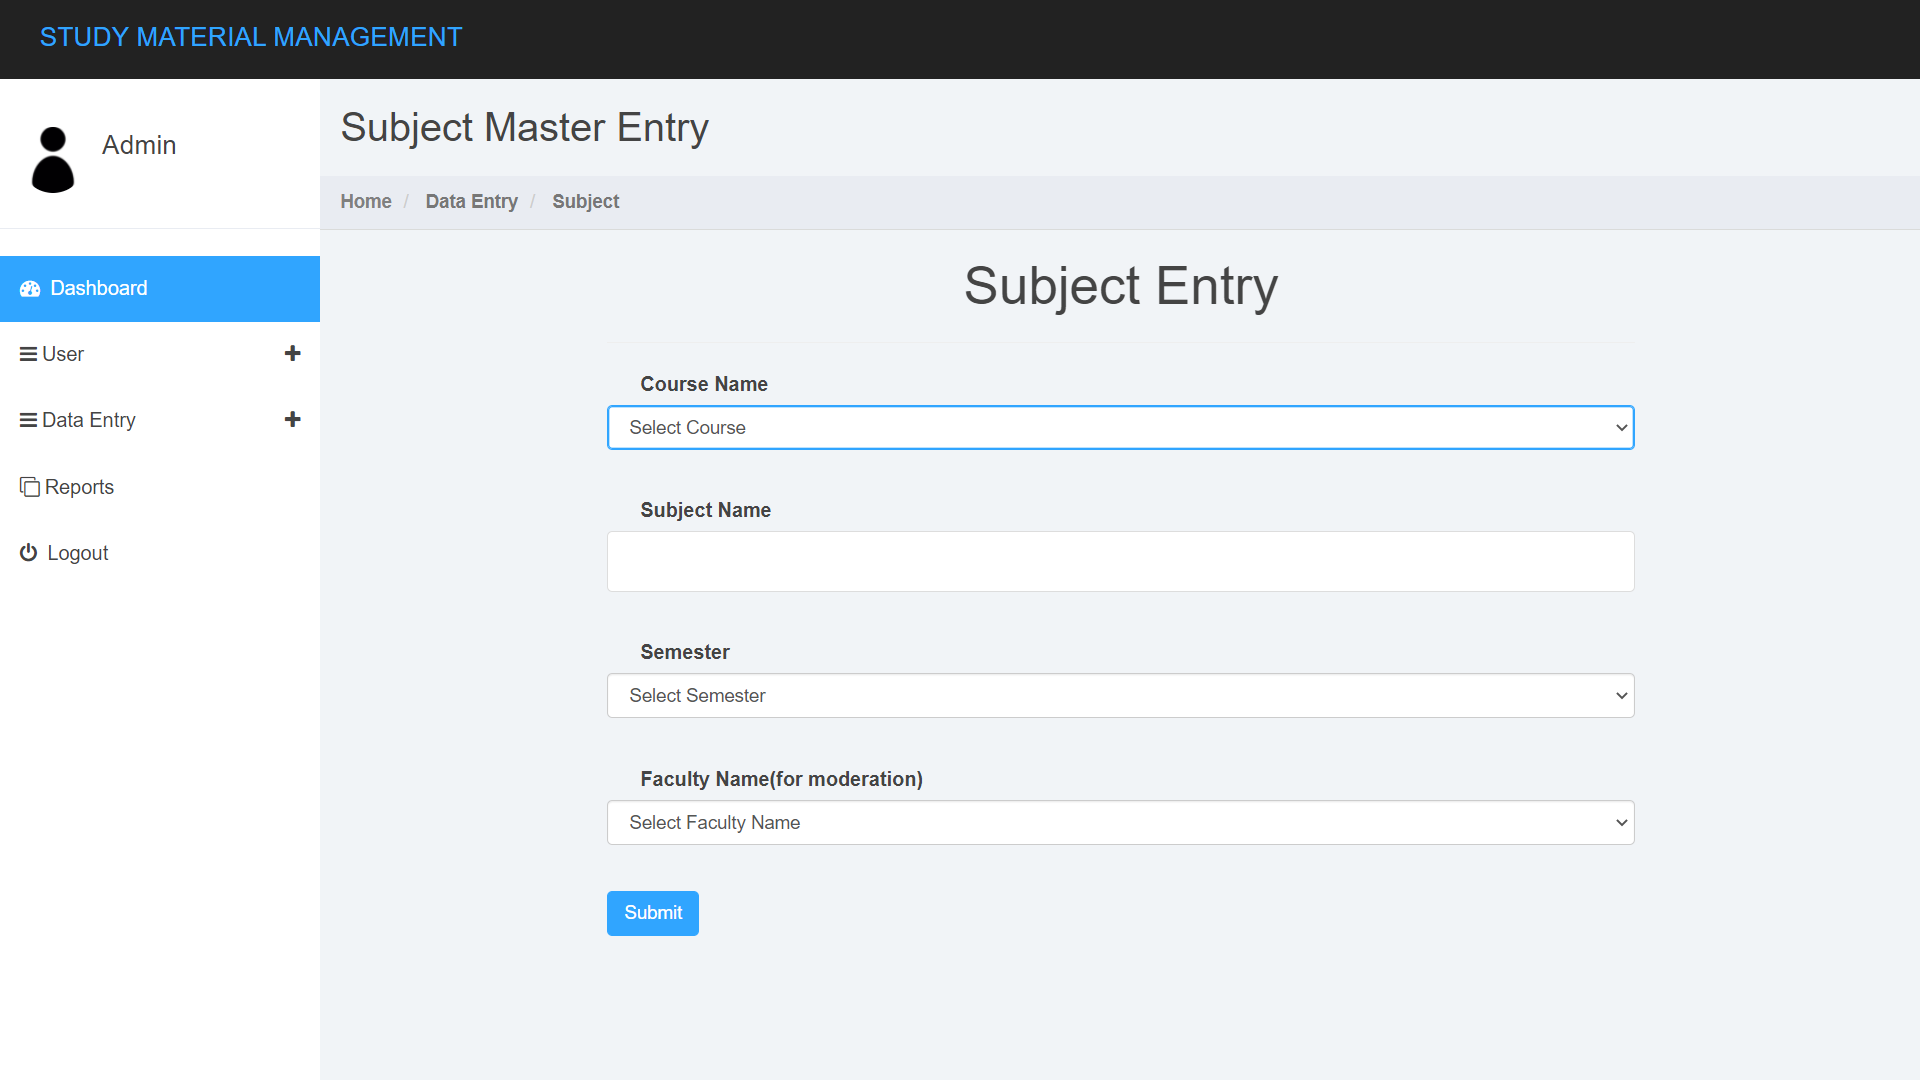 STUDY MATERIAL MANAGEMENT
Admin
Dashboard
User
Data Entry
Reports
Logout
Subject Master Entry
Home / Data Entry / Subject
Subject Entry
Course Name
Select Course
Subject Name
Semester
Select Semester
Faculty Name(for moderation)
Select Faculty Name
Submit